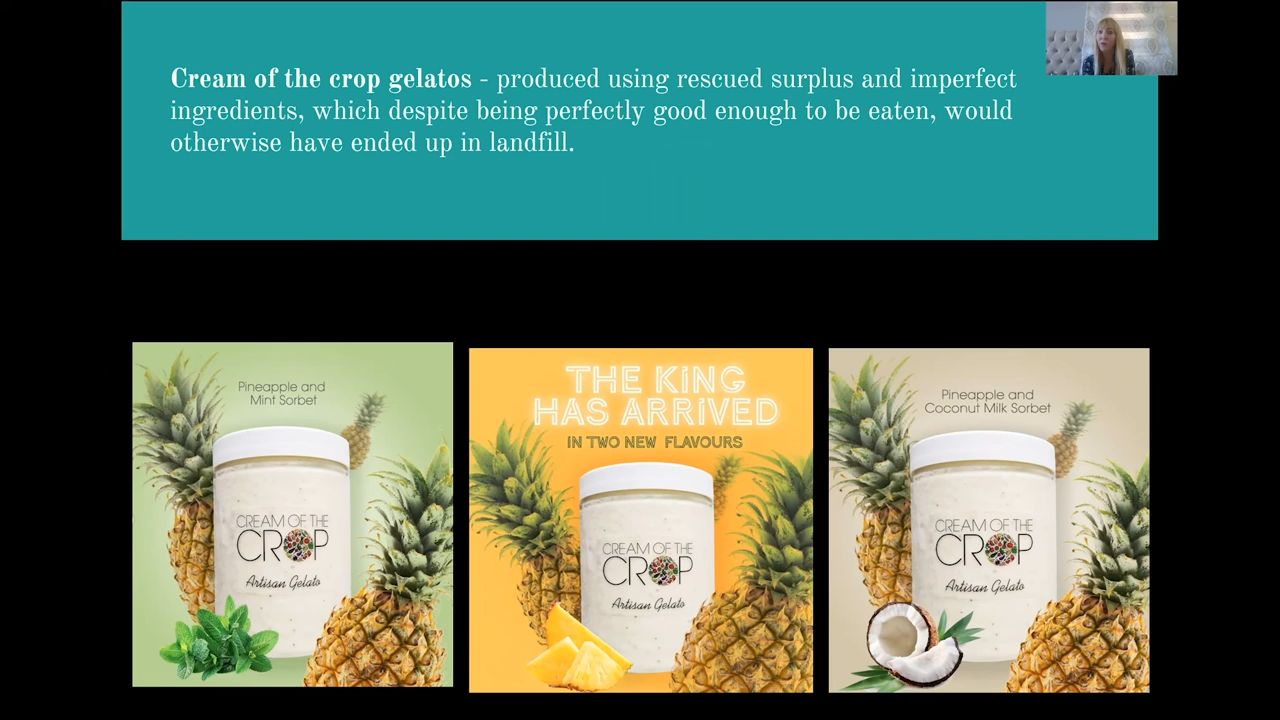 Cream of the crop gelatos - produced using rescued surplus and imperfect
ingredients, which despite being perfectly good enough to be eaten, would
otherwise have ended up in landfill.
Pineapple and
Mint Sorbet
CREAM OF THE
CROP
Artisan Gelato
THE KING
HAS ARRIVED
IN TWO NEW FLAVOURS
CREAM OF THE
CROP
Artisan Gelato
Pineapple and
Coconut Milk Sorbet
CREAM OF THE
CROP
Artisan Gelato